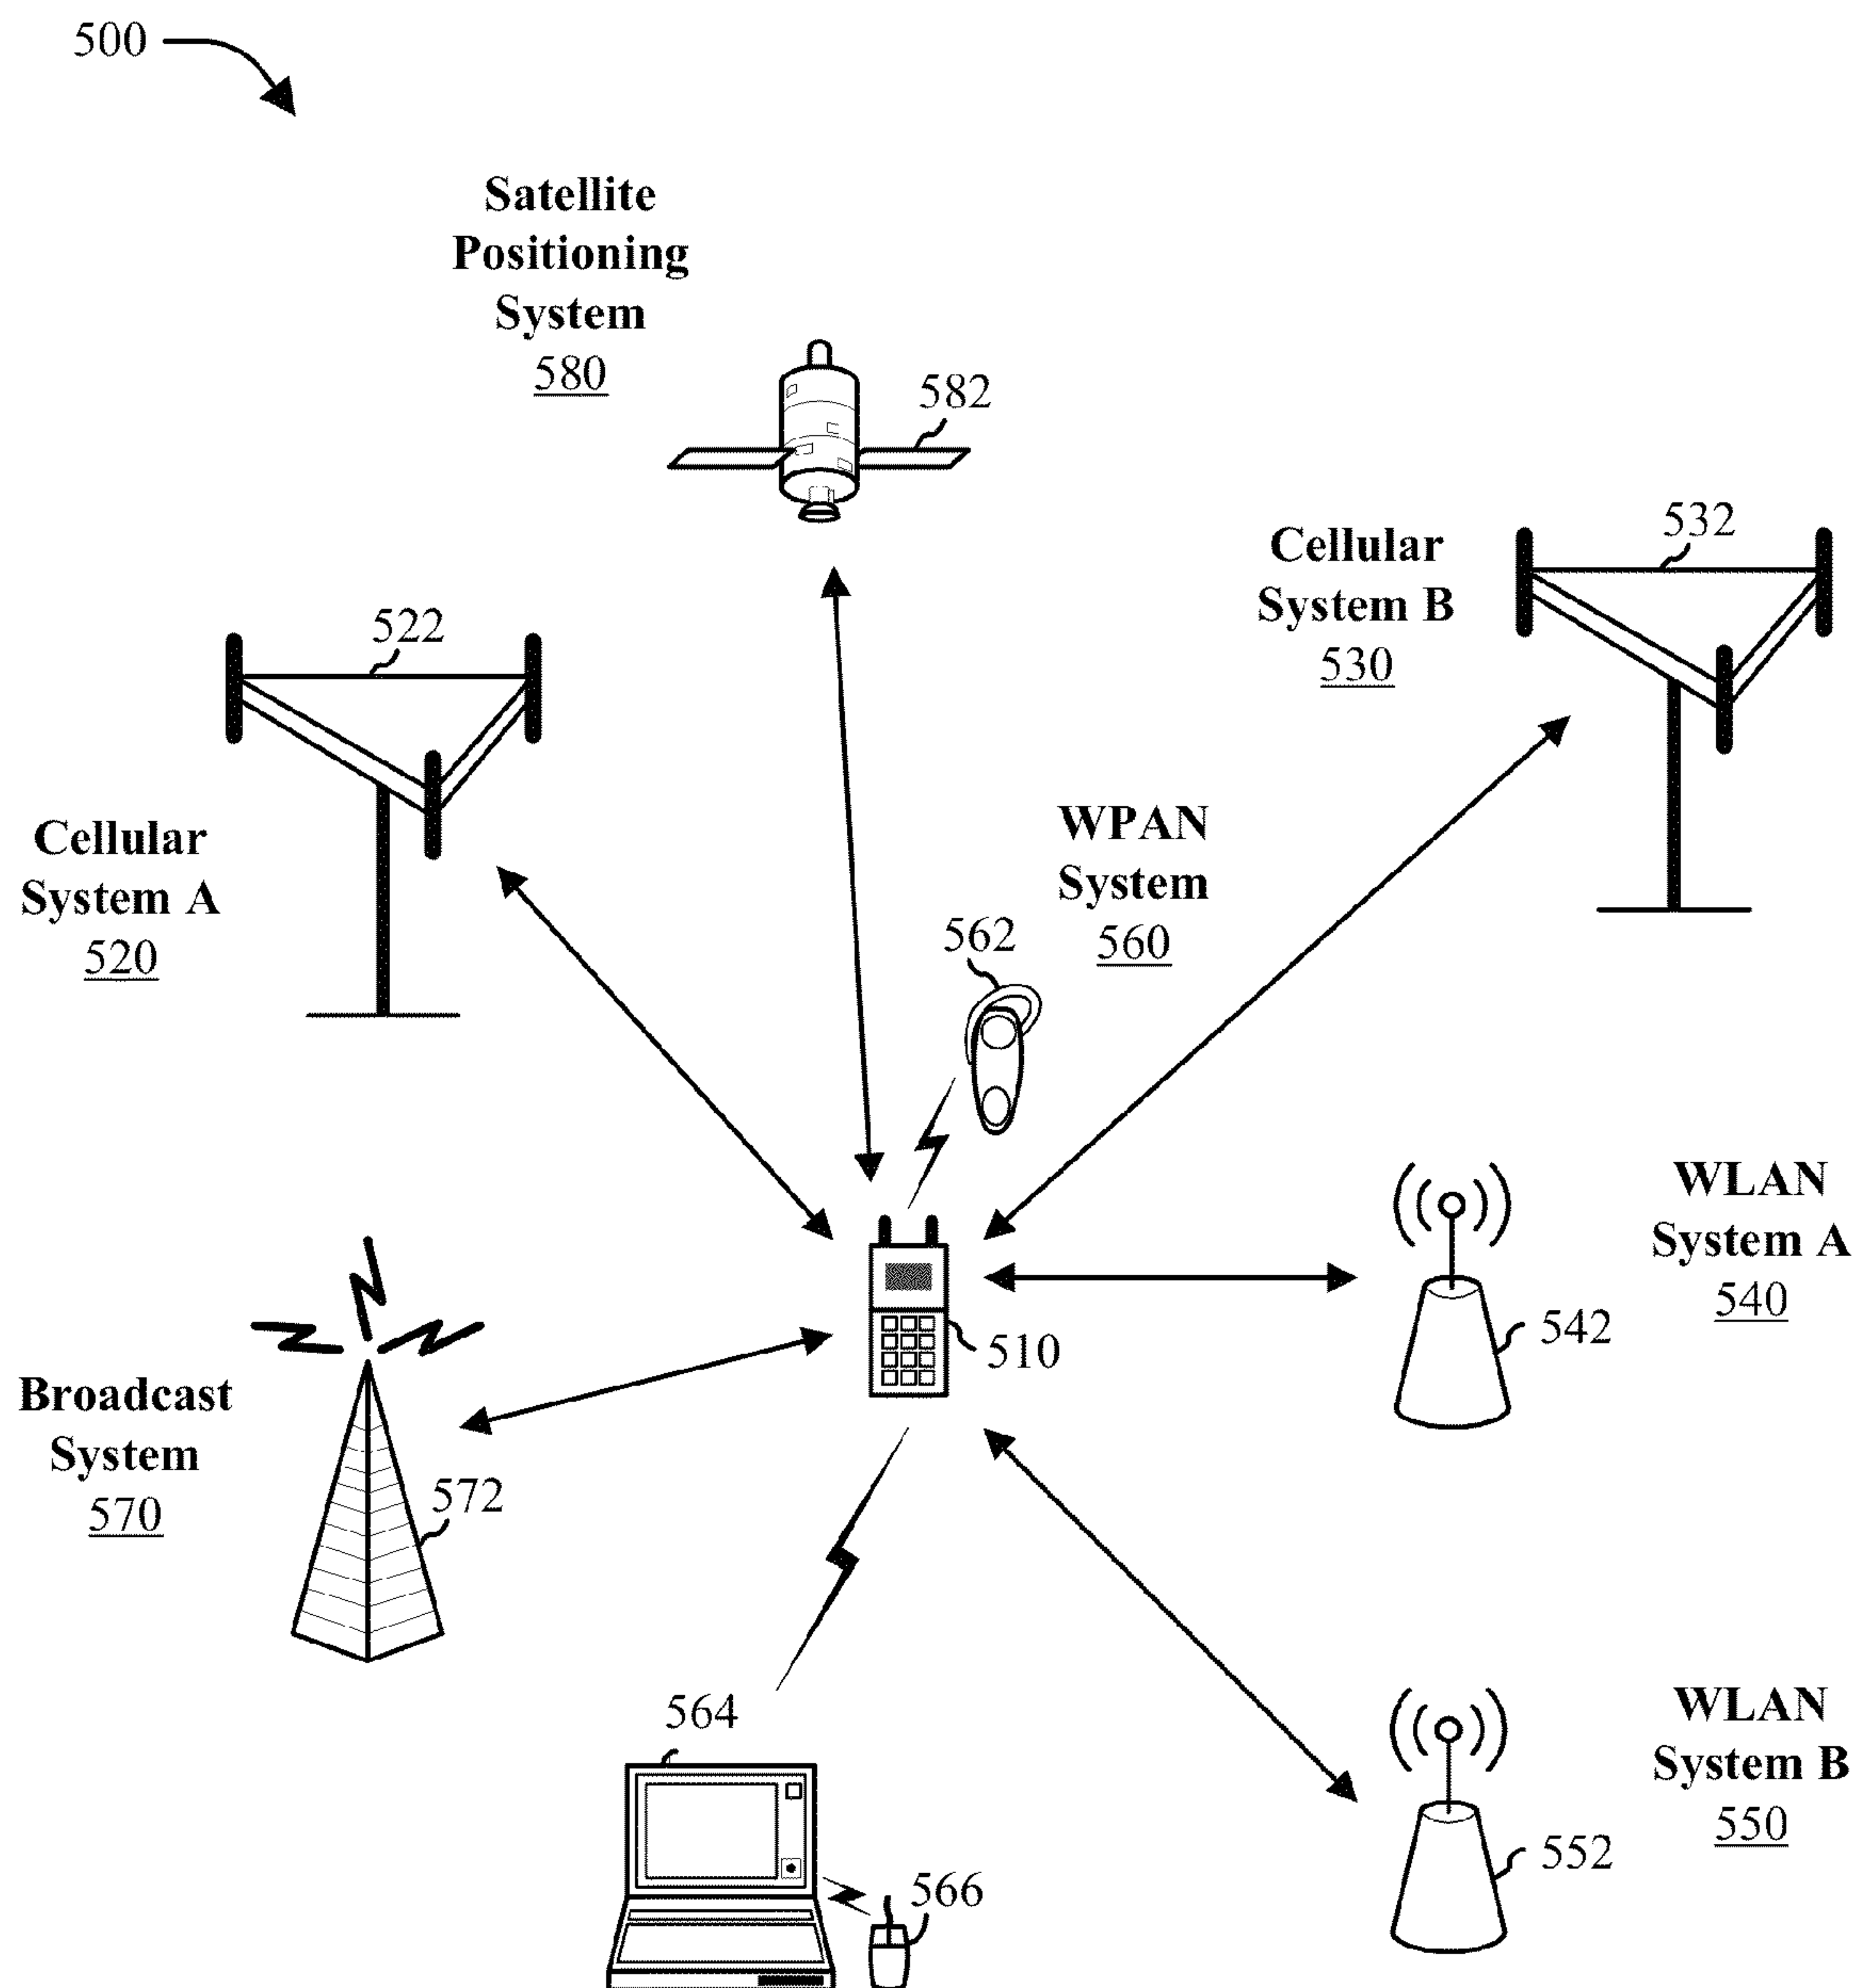 500
Satellite
Positioning
System
580
582
Cellular
System B
530
532
522
Cellular
System A
520
WPAN
System
560
562
WLAN
System A
540
542
510
Broadcast
System
570
572
564
566
WLAN
System B
550
552